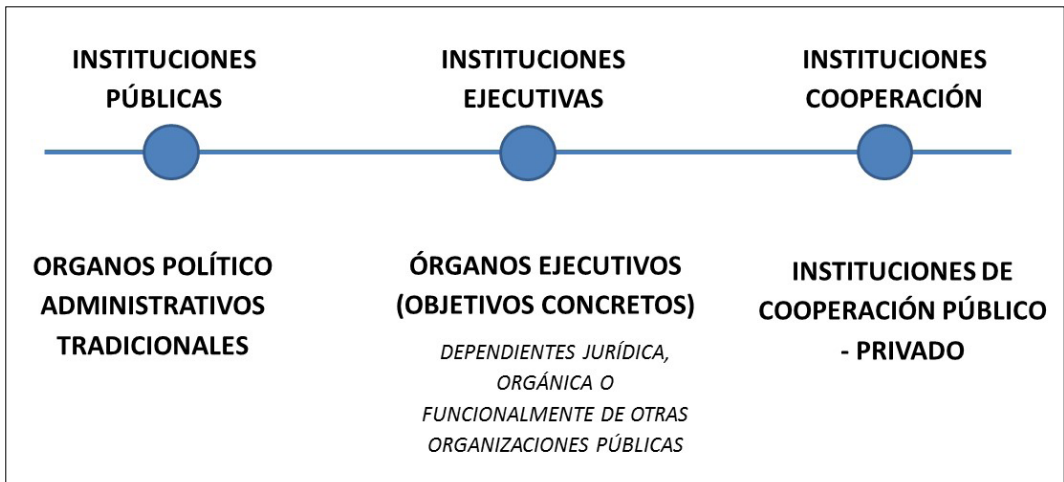 INSTITUCIONES
PÚBLICAS
INSTITUCIONES
EJECUTIVAS
INSTITUCIONES
COOPERACIÓN
ORGANOS POLÍTICO
ADMINISTRATIVOS
TRADICIONALES
ÓRGANOS EJECUTIVOS
(OBJETIVOS CONCRETOS)
DEPENDIENTES JURÍDICA,
ORGÁNICA O
FUNCIONALMENTE DE OTRAS
ORGANIZACIONES PÚBLICAS
INSTITUCIONES DE
COOPERACIÓN PÚBLICO
- PRIVADO